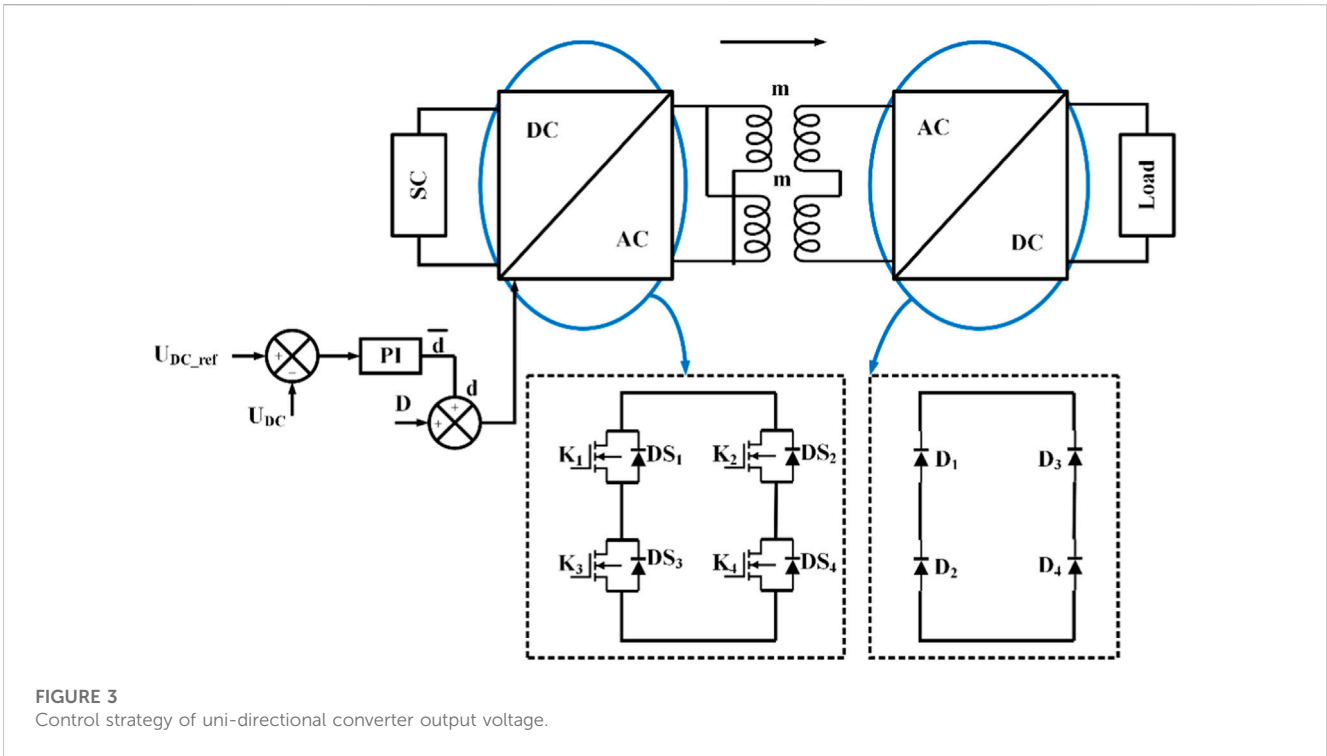 m
DC
AC
SC
m
AC
DC
Load
U_DC_ref
+
−
U_DC
PI
d̅
d
D
+
+
K₁
DS₁
K₂
DS₂
K₃
DS₃
K₄
DS₄
D₁
D₃
D₂
D₄
FIGURE 3
Control strategy of uni-directional converter output voltage.